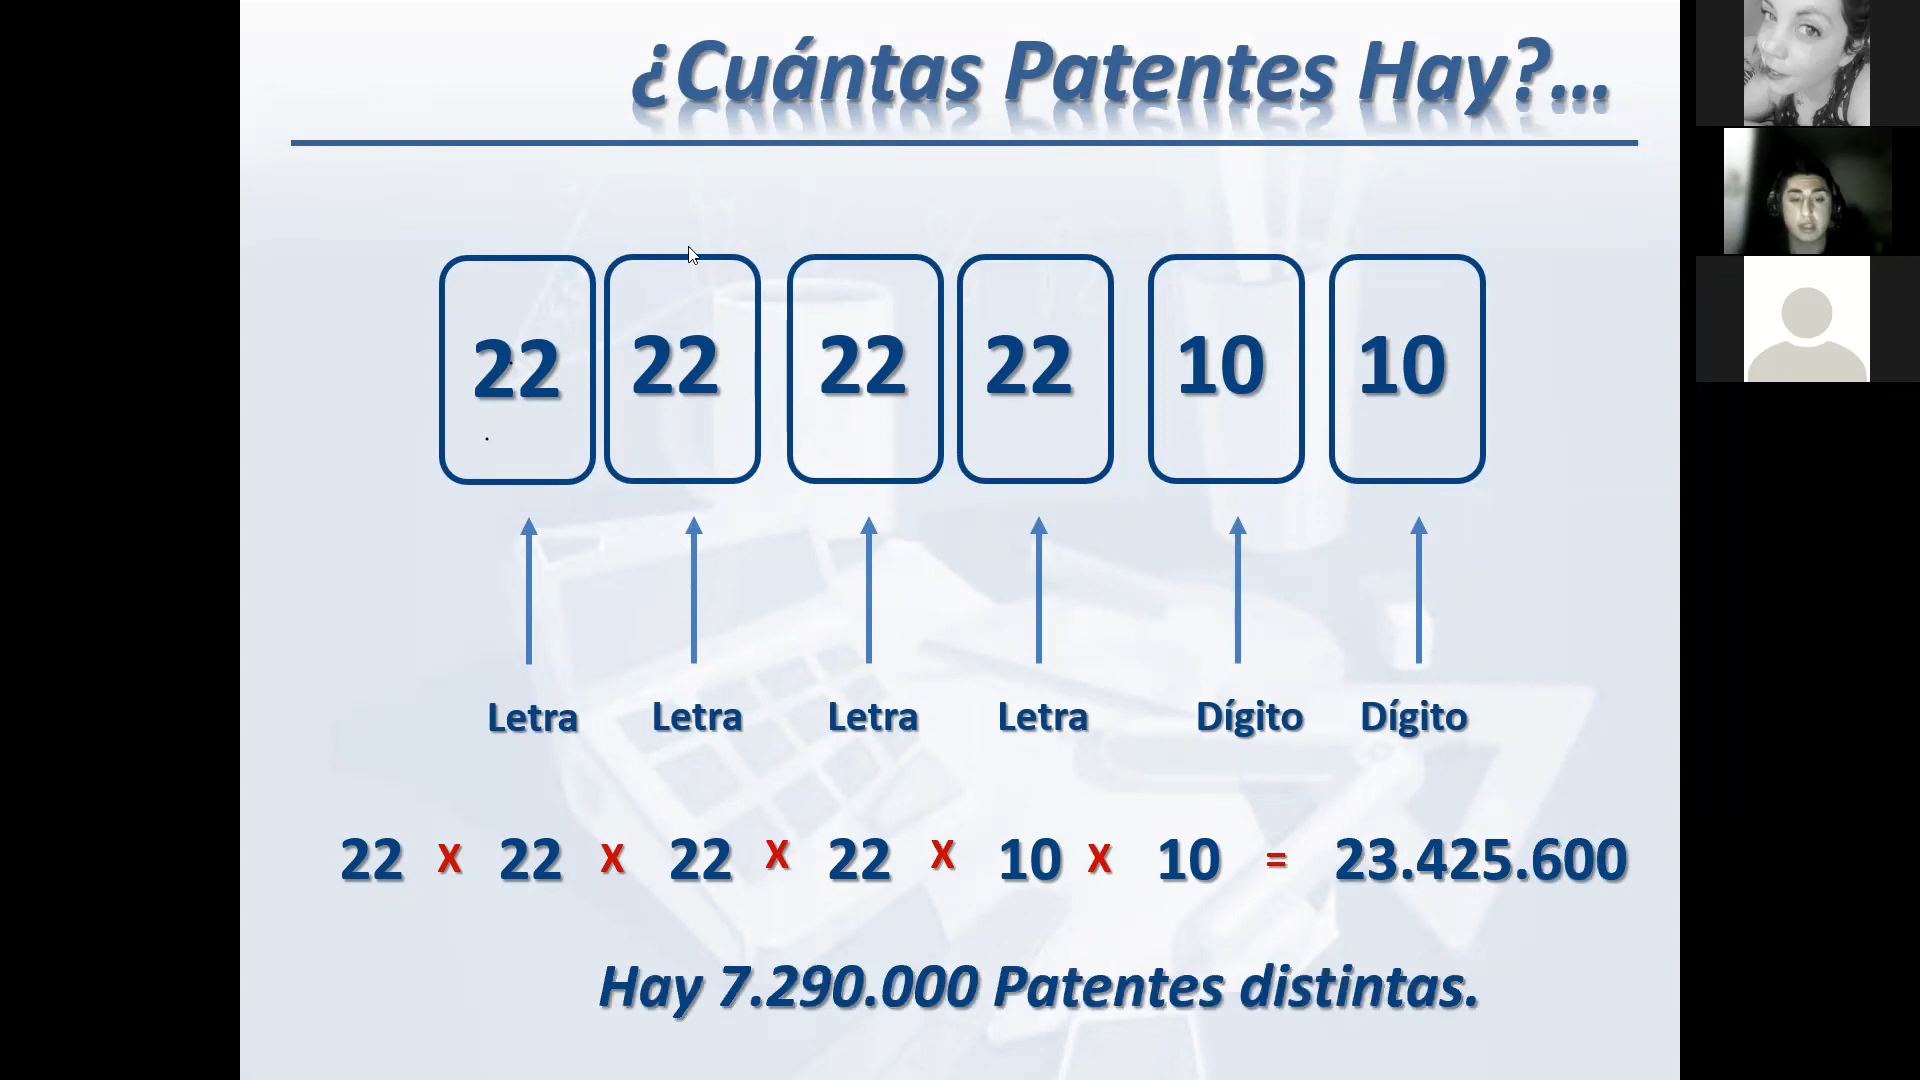 ¿Cuántas Patentes Hay?...
22 22 22 22 10 10
Letra Letra Letra Letra Dígito Dígito
22 X 22 X 22 X 22 X 10 X 10 = 23.425.600
Hay 7.290.000 Patentes distintas.